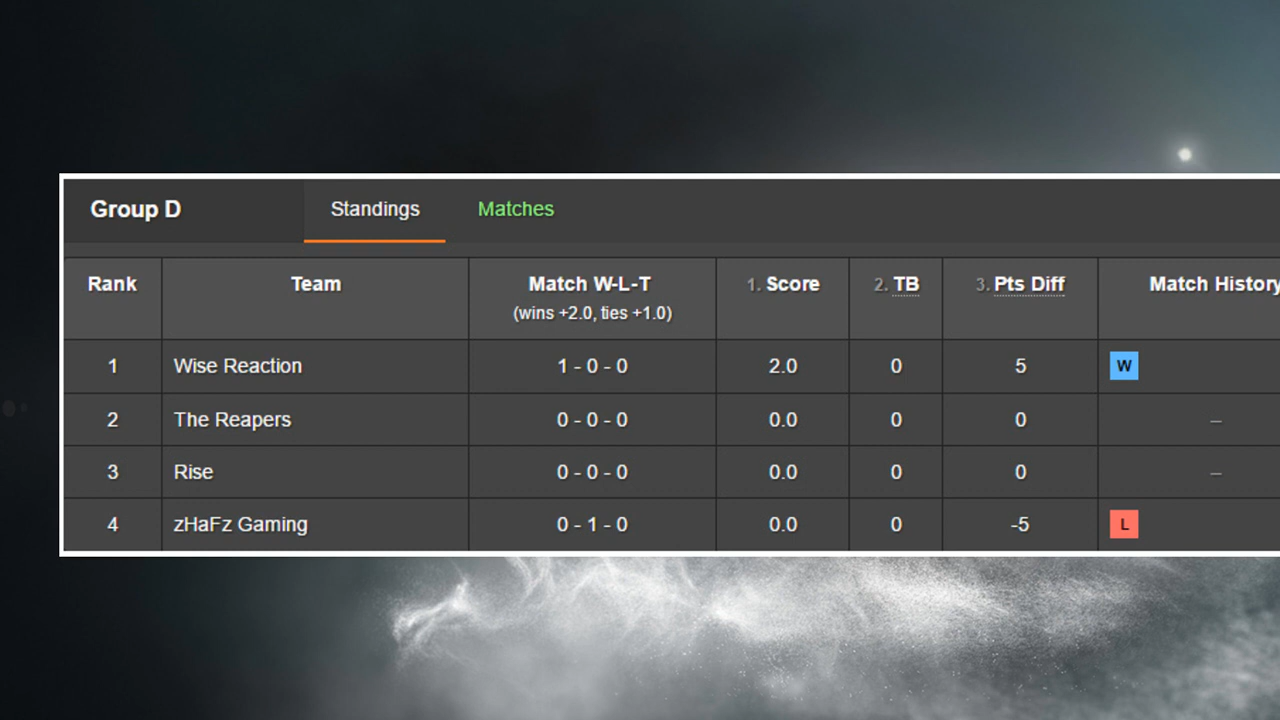 Group D Standings Matches
Rank Team Match W-L-T 1. Score 2. TB 3. Pts Diff Match History
(wins +2.0, ties +1.0)
1 Wise Reaction 1 - 0 - 0 2.0 0 5 W
2 The Reapers 0 - 0 - 0 0.0 0 0 –
3 Rise 0 - 0 - 0 0.0 0 0 –
4 zHaFz Gaming 0 - 1 - 0 0.0 0 -5 L